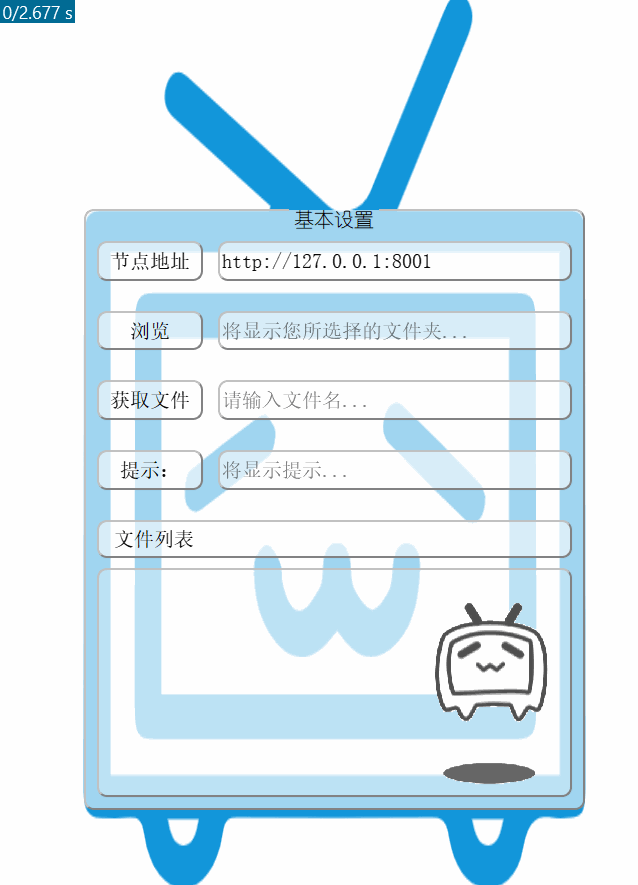 0/2.677 s
基本设置
节点地址 http://127.0.0.1:8001
浏览 将显示您所选择的文件夹...
获取文件 请输入文件名...
提示： 将显示提示...
文件列表